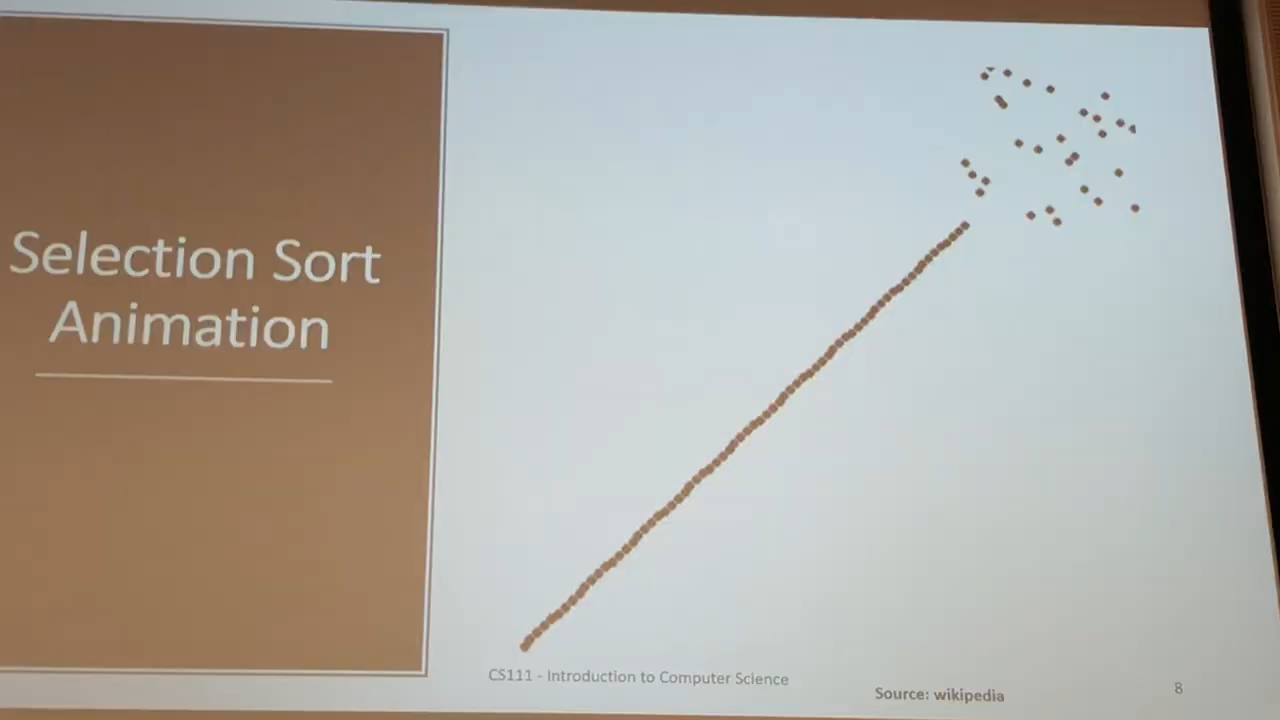 Selection Sort
Animation
CS111 - Introduction to Computer Science
Source: wikipedia
8